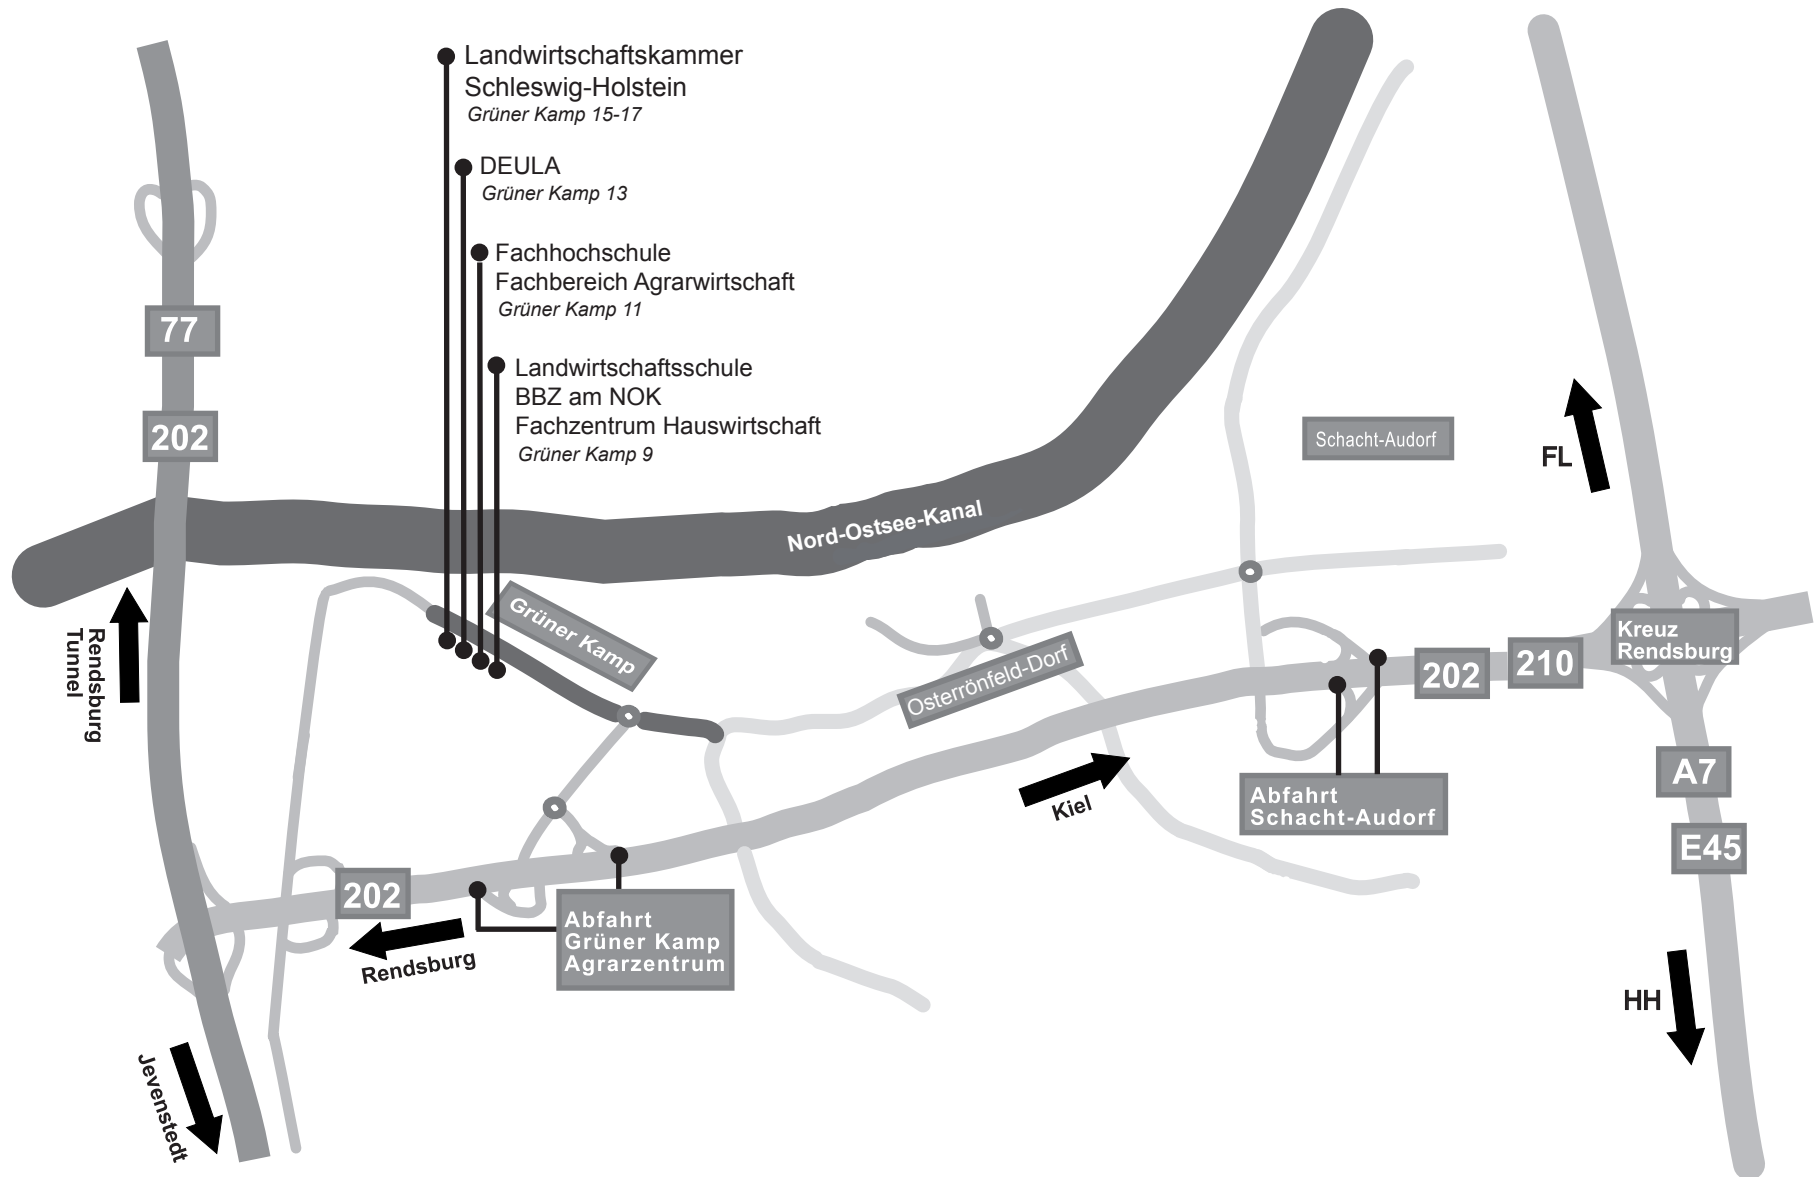 Landwirtschaftskammer
Schleswig-Holstein
Grüner Kamp 15-17
DEULA
Grüner Kamp 13
Fachhochschule
Fachbereich Agrarwirtschaft
Grüner Kamp 11
Landwirtschaftsschule
BBZ am NOK
Fachzentrum Hauswirtschaft
Grüner Kamp 9
77
202
Nord-Ostsee-Kanal
Schacht-Audorf
FL
Rendsburg
Tunnel
Grüner Kamp
Osterrönfeld-Dorf
202
210
Kreuz
Rendsburg
A7
E45
Kiel
Abfahrt
Schacht-Audorf
202
Rendsburg
Abfahrt
Grüner Kamp
Agrarzentrum
HH
Jevenstedt